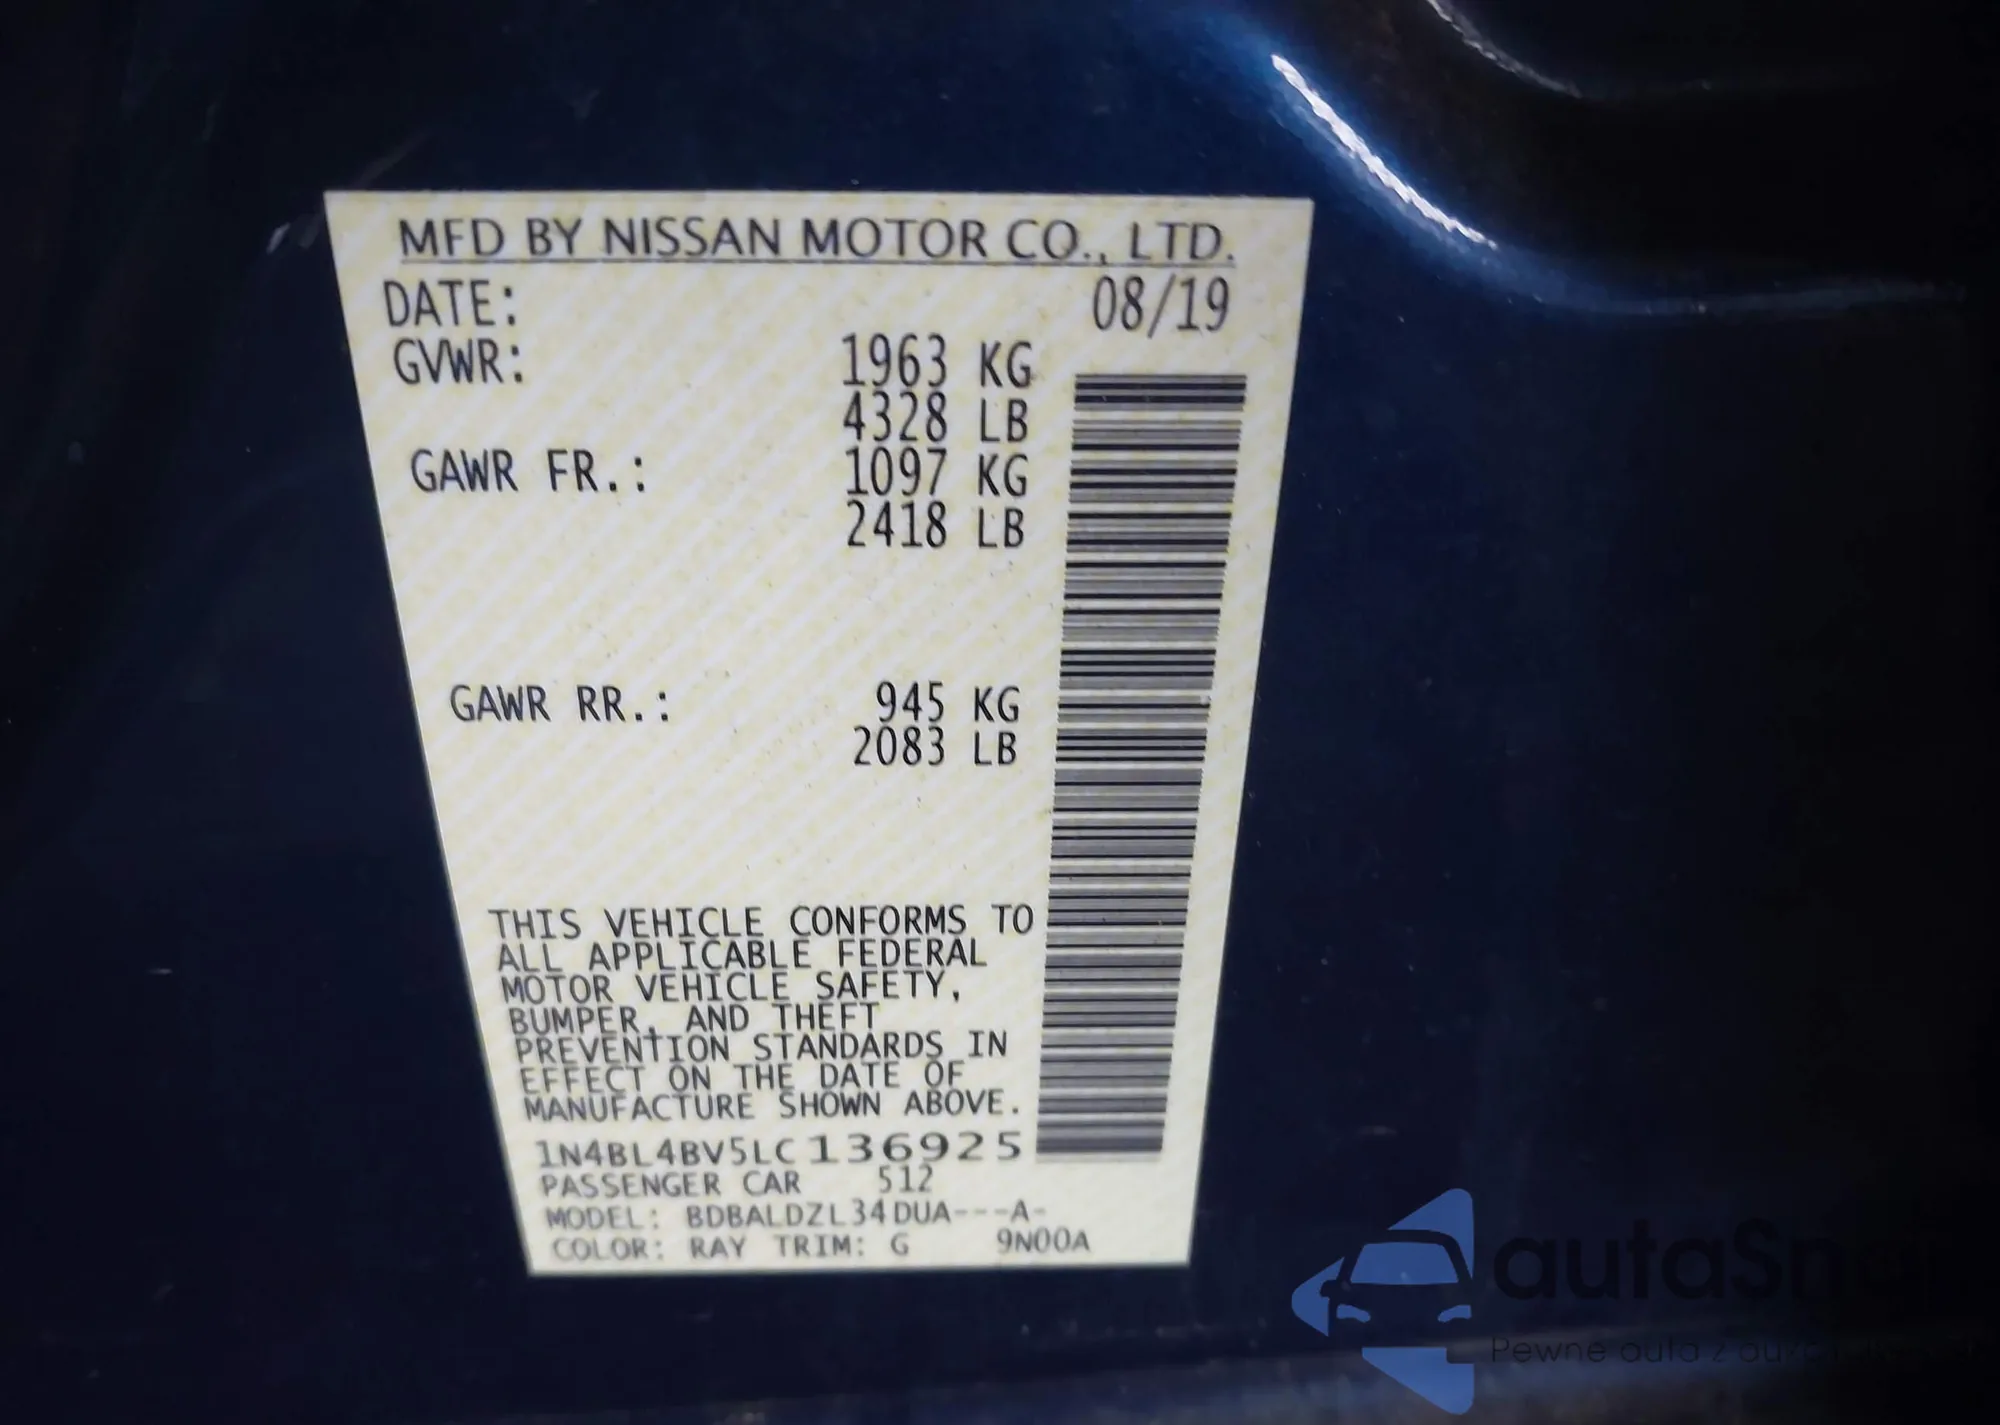 MFD BY NISSAN MOTOR CO., LTD.
DATE: 08/19
GVWR: 1963 KG
4328 LB
GAWR FR.: 1097 KG
2418 LB
GAWR RR.: 945 KG
2083 LB
THIS VEHICLE CONFORMS TO
ALL APPLICABLE FEDERAL
MOTOR VEHICLE SAFETY,
BUMPER, AND THEFT
PREVENTION STANDARDS IN
EFFECT ON THE DATE OF
MANUFACTURE SHOWN ABOVE.
1N4BL4BV5LC136925
PASSENGER CAR 512
MODEL: BDBALDZL34DUA---A-
COLOR: RAY TRIM: G 9N00A
Pewne auta z